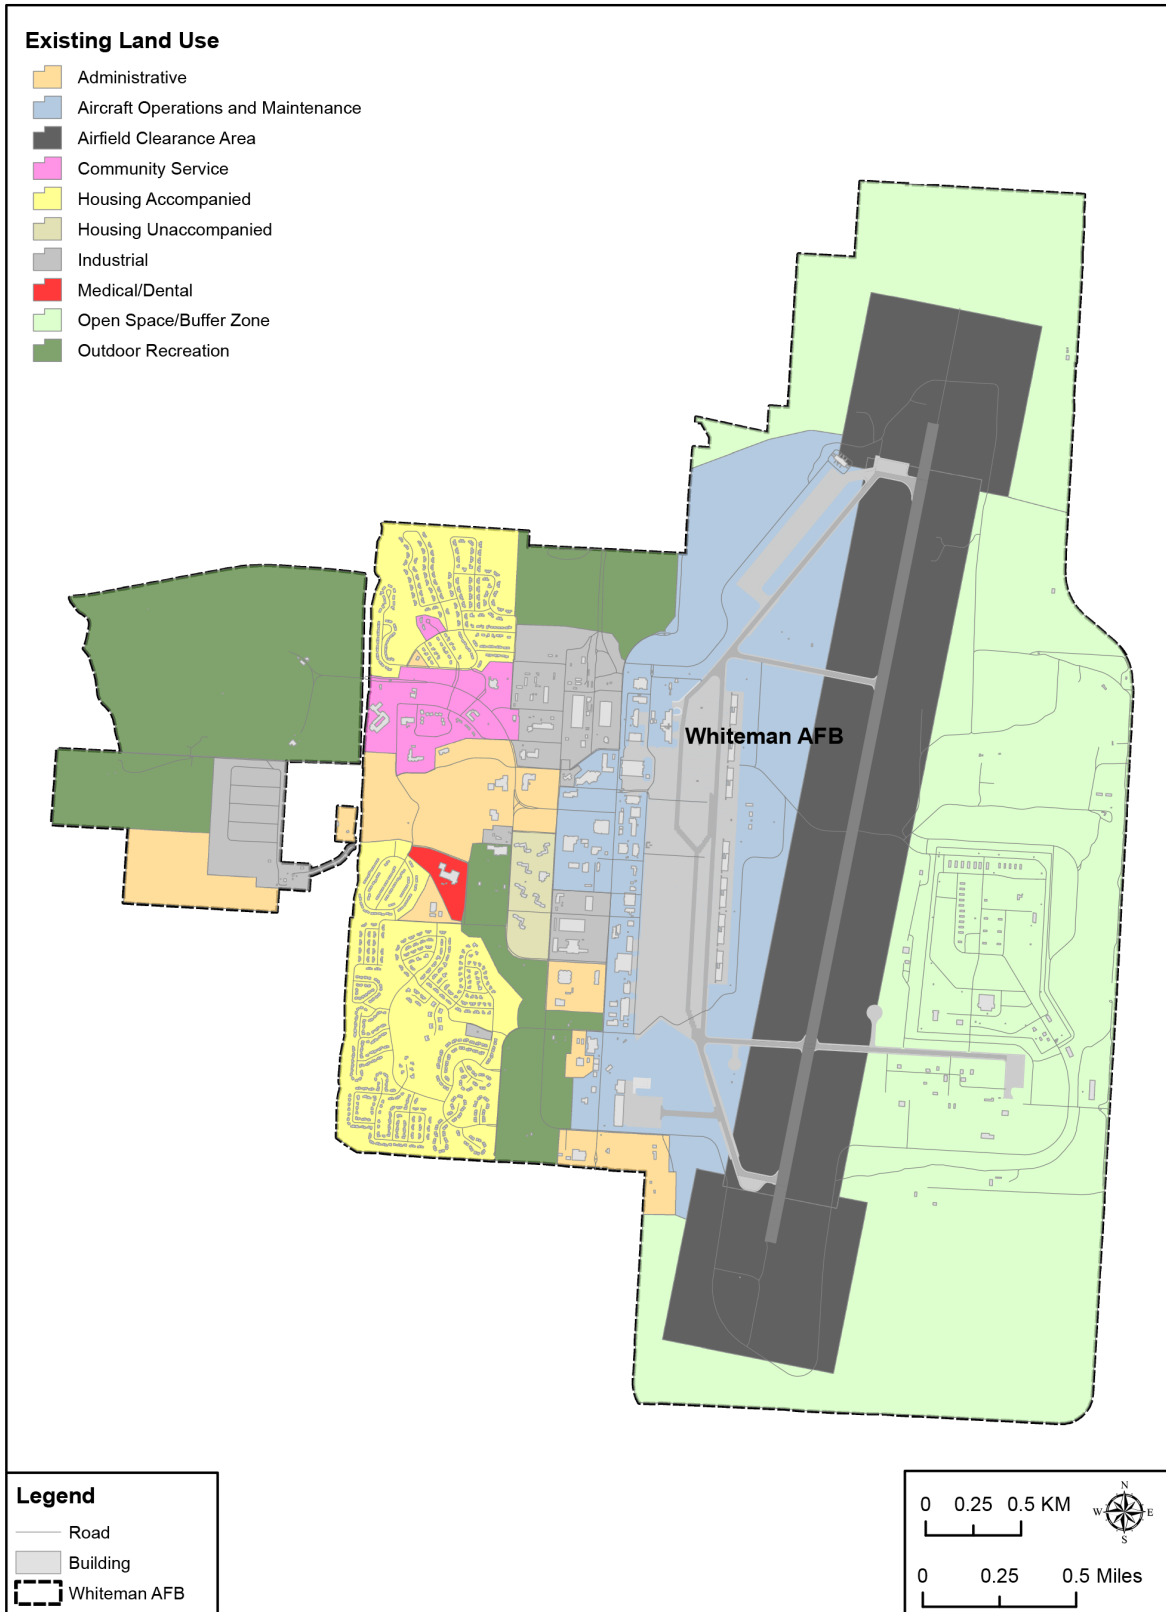 Existing Land Use
Administrative
Aircraft Operations and Maintenance
Airfield Clearance Area
Community Service
Housing Accompanied
Housing Unaccompanied
Industrial
Medical/Dental
Open Space/Buffer Zone
Outdoor Recreation
Whiteman AFB
Legend
Road
Building
Whiteman AFB
0 0.25 0.5 KM
N
W E
S
0 0.25 0.5 Miles